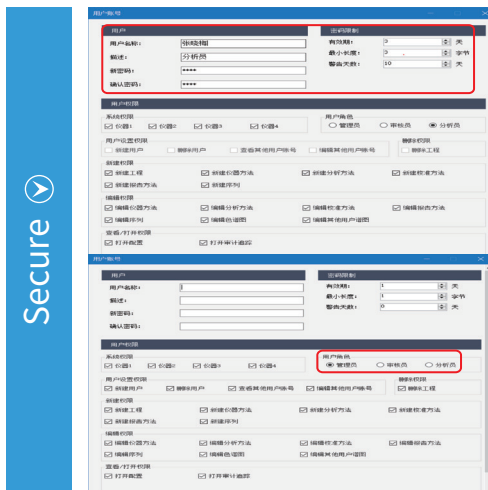 Secure
用户账号
用户 密码限制
用户名称: 张晓梅 有效期: 天
描述: 分析员 最小长度: 3 字节
新密码: **** 警告天数: 10 天
确认密码: ****
用户权限
系统权限 用户角色
仪器1 仪器2 仪器3 仪器4 管理员 审核员 分析员
用户设置权限 删除权限
新建用户 删除用户 查看其他用户账号 编辑其他用户账号 删除工程
新建权限
新建工程 新建仪器方法 新建分析方法 新建校准方法
新建报告方法 新建序列
编辑权限
编辑仪器方法 编辑分析方法 编辑校准方法 编辑报告方法
编辑序列 编辑色谱图 编辑其他用户谱图
查看/打开权限
打开配置 打开审计追踪
用户账号
用户 密码限制
用户名称: 有效期: 1 天
描述: 最小长度: 1 字节
新密码: 警告天数: 0 天
确认密码:
用户权限
系统权限 用户角色
仪器1 仪器2 仪器3 仪器4 管理员 审核员 分析员
用户设置权限 删除权限
新建用户 删除用户 查看其他用户账号 编辑其他用户账号 删除工程
新建权限
新建工程 新建仪器方法 新建分析方法 新建校准方法
新建报告方法 新建序列
编辑权限
编辑仪器方法 编辑分析方法 编辑校准方法 编辑报告方法
编辑序列 编辑色谱图 编辑其他用户谱图
查看/打开权限
打开配置 打开审计追踪